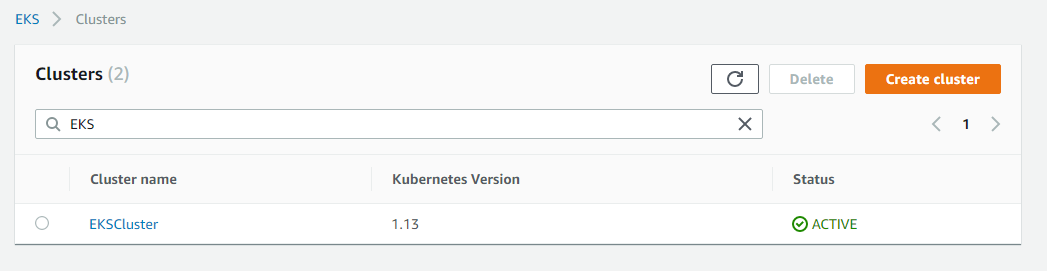 EKS > Clusters
Clusters (2)
Delete
Create cluster
EKS
1
Cluster name Kubernetes Version Status
EKSCluster 1.13 ACTIVE